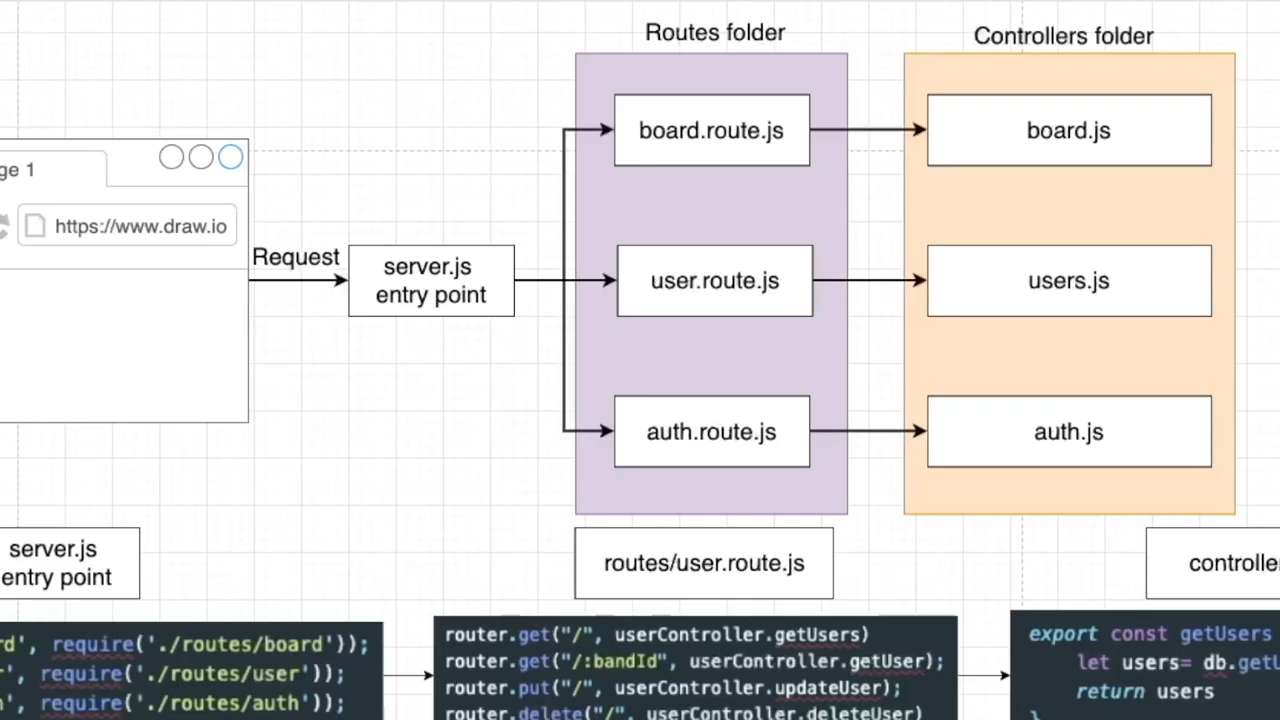 Routes folder
Controllers folder
board.route.js
board.js
ge 1
https://www.draw.io
Request
server.js
entry point
user.route.js
users.js
auth.route.js
auth.js
server.js
entry point
routes/user.route.js
controlle
rd', require('./routes/board'));
r', require('./routes/user'));
h', require('./routes/auth'));
router.get("/", userController.getUsers)
router.get("/:bandId", userController.getUser);
router.put("/", userController.updateUser);
router.delete("/", userController.deleteUser)
export const getUsers
let users= db.getU
return users
}